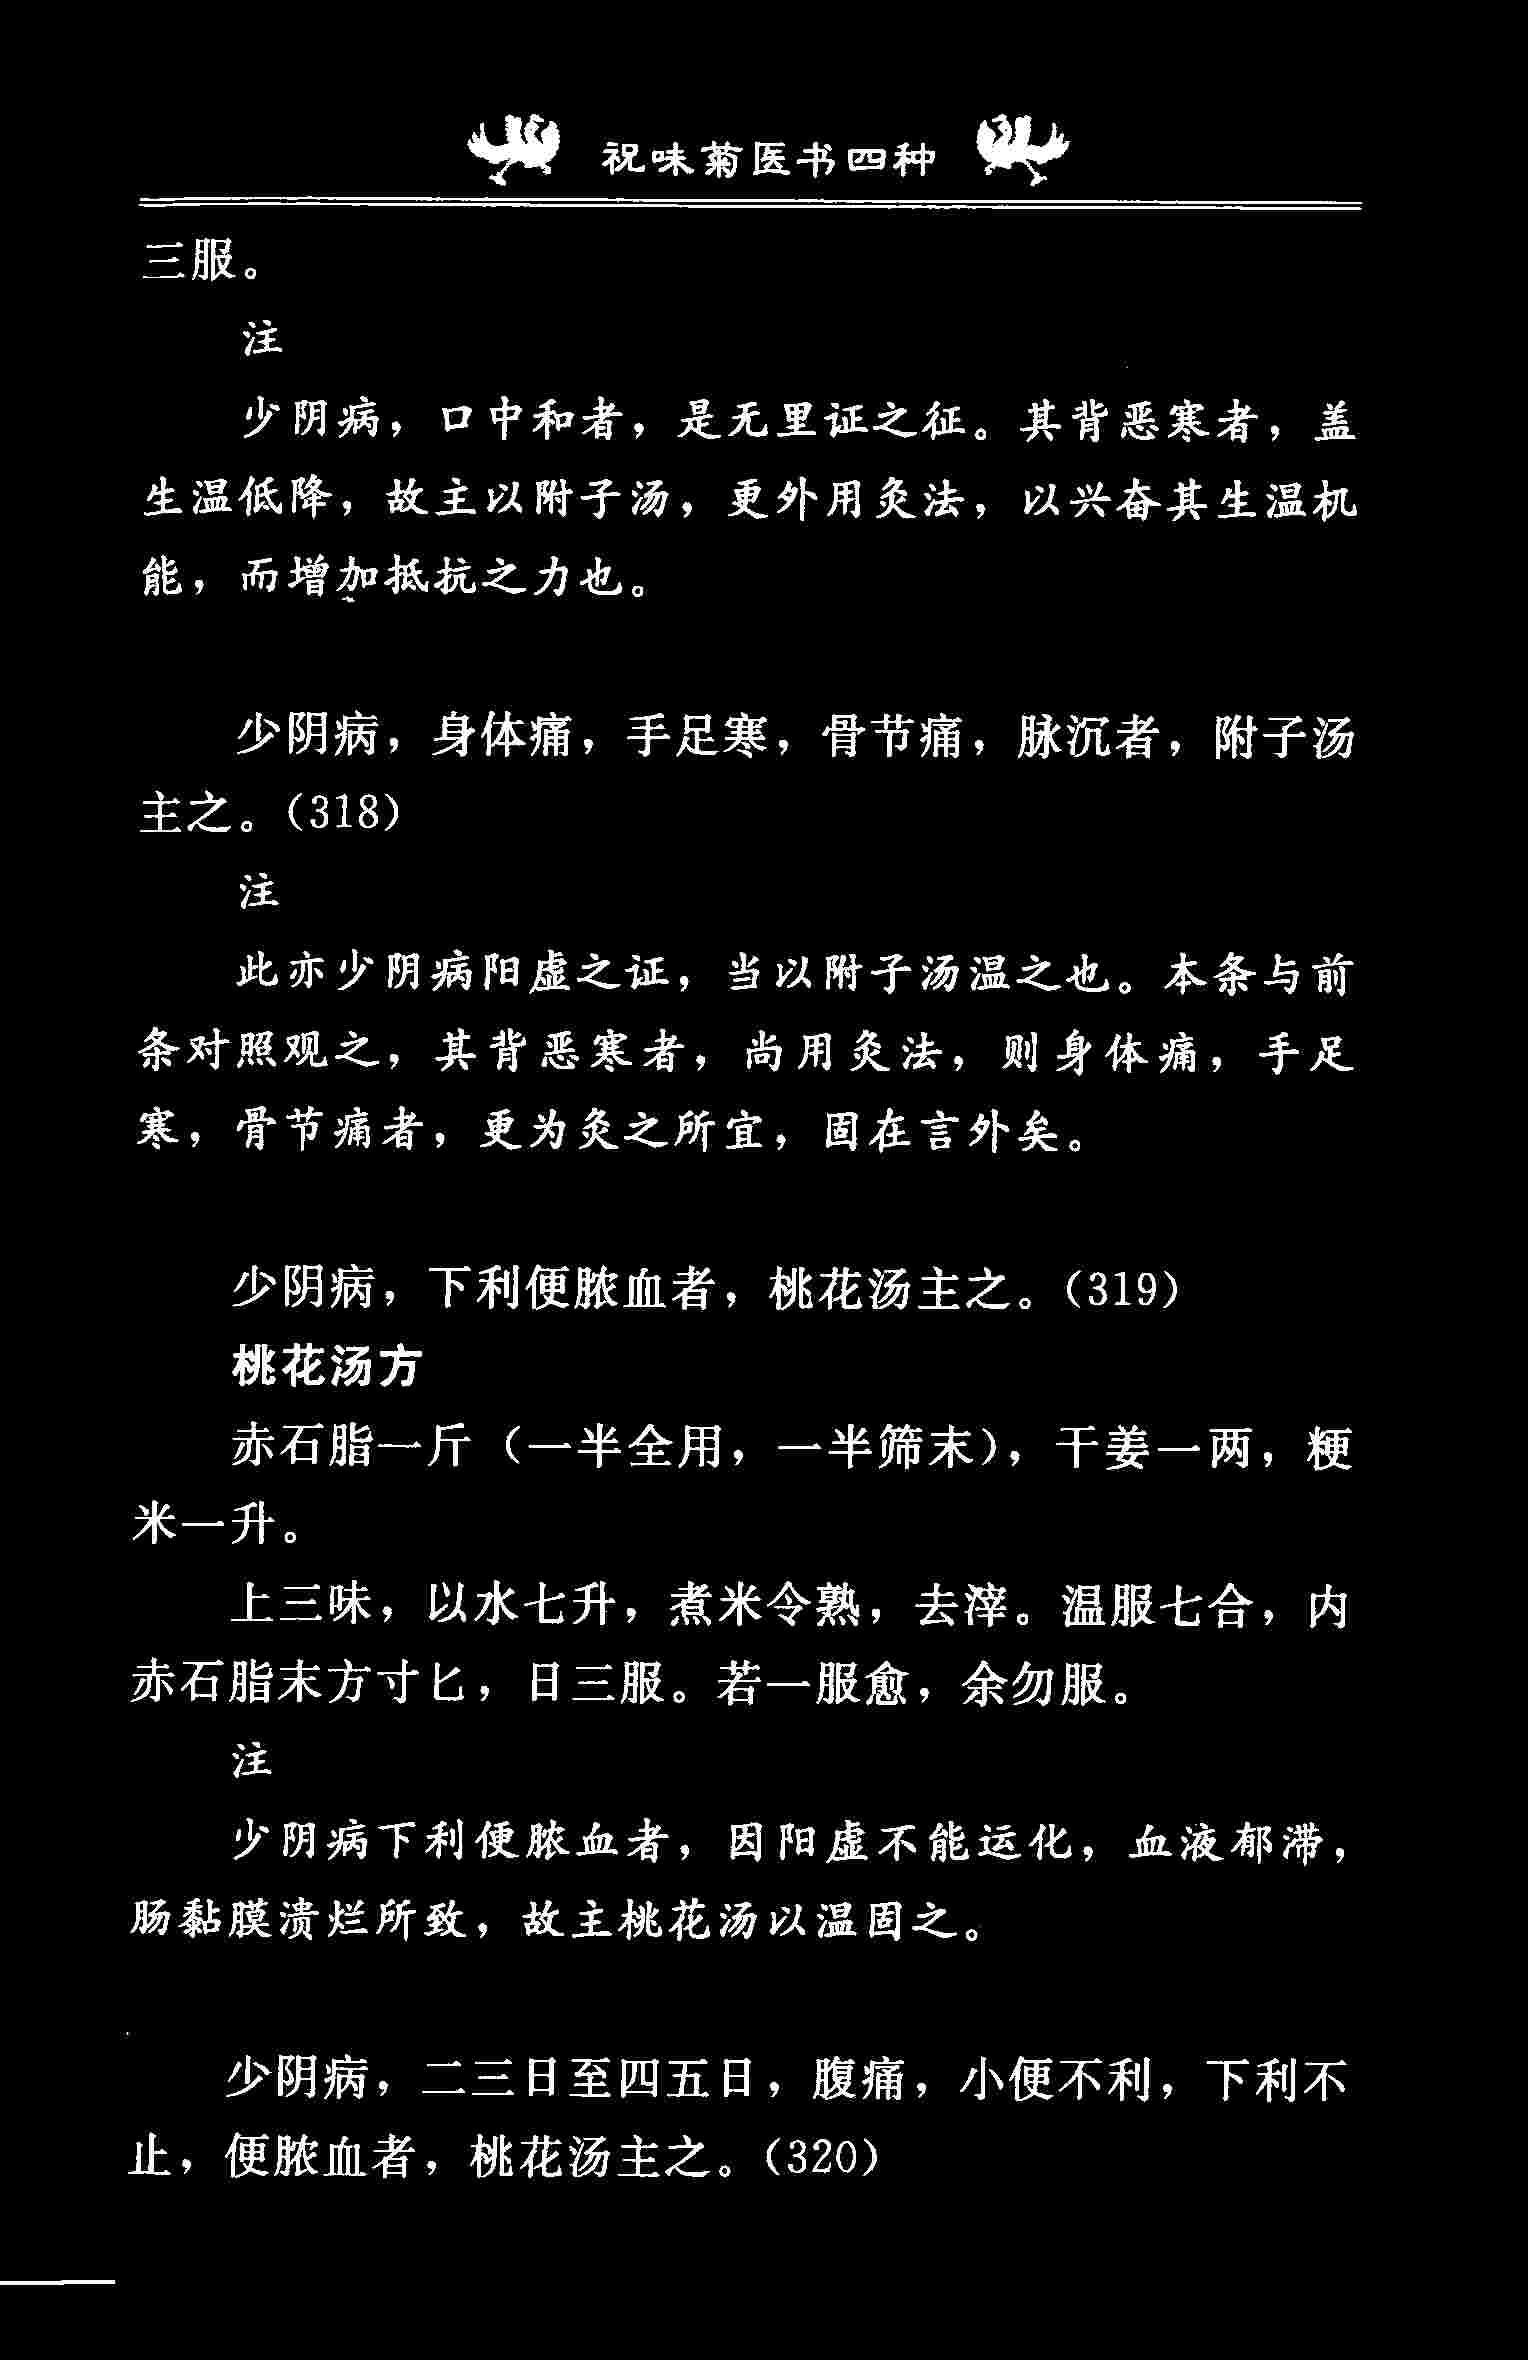 祝味菊医书四种
三服。
注
少阴病，口中和者，是无里证之征。其背恶寒者，盖
生温低降，故主以附子汤，更外用灸法，以兴奋其生温机
能，而增加抵抗之力也。
少阴病，身体痛，手足寒，骨节痛，脉沉者，附子汤
主之。（318）
注
此亦少阴病阳虚之证，当以附子汤温之也。本条与前
条对照观之，其背恶寒者，尚用灸法，则身体痛，手足
寒，骨节痛者，更为灸之所宜，固在言外矣。
少阴病，下利便脓血者，桃花汤主之。（319）
桃花汤方
赤石脂一斤（一半全用，一半筛末），干姜一两，粳
米一升。
上三味，以水七升，煮米令熟，去滓。温服七合，内
赤石脂末方寸匕，日三服。若一服愈，余勿服。
注
少阴病下利便脓血者，因阳虚不能运化，血液郁滞，
肠黏膜溃烂所致，故主桃花汤以温固之。
少阴病，二三日至四五日，腹痛，小便不利，下利不
止，便脓血者，桃花汤主之。（320）